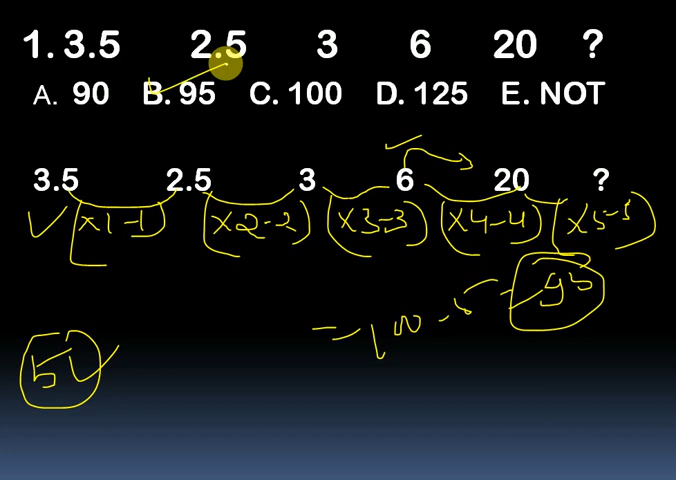 1. 3.5 2.5 3 6 20 ?
A. 90 B. 95 C. 100 D. 125 E. NOT
3.5 2.5 3 6 20 ?
(x1-1) (x2-2) (x3-3) (x4-4) (x5-5)
= 100 - 5 = 95